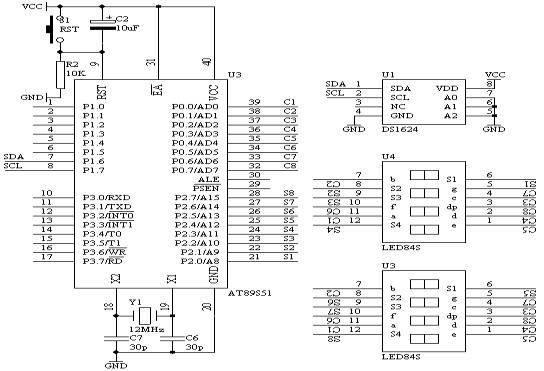 VCC
S1
RST
C2
10uF
R2
10K
GND
9
31
40
U3
RST
EA
VCC
1 P1.0 P0.0/AD0 39 C1
2 P1.1 P0.1/AD1 38 C2
3 P1.2 P0.2/AD2 37 C3
4 P1.3 P0.3/AD3 36 C4
5 P1.4 P0.4/AD4 35 C5
6 P1.5 P0.5/AD5 34 C6
SDA 7 P1.6 P0.6/AD6 33 C7
SCL 8 P1.7 P0.7/AD7 32 C8
ALE 30
PSEN 29
10 P3.0/RXD P2.7/A15 28 S8
11 P3.1/TXD P2.6/A14 27 S7
12 P3.2/INT0 P2.5/A13 26 S6
13 P3.3/INT1 P2.4/A12 25 S5
14 P3.4/T0 P2.3/A11 24 S4
15 P3.5/T1 P2.2/A10 23 S3
16 P3.6/WR P2.1/A9 22 S2
17 P3.7/RD P2.0/A8 21 S1
X2
X1
GND
AT89S51
18
Y1
19
20
12MHz
C7
30p
C6
30p
GND
U1
VCC
SDA 1 SDA VDD 8
SCL 2 SCL A0 7
3 NC A1 6
4 GND A2 5
GND
DS1624
GND
U4
7 b S1 6 S1
C2 8 S2 g 5 C7
S2 9 S3 c 4 C3
S3 10 f dp 3 C8
C6 11 a d 2 C4
C1 12 S4 e 1 C5
S4
LED84S
U3
7 b S1 6 S5
C2 8 S2 g 5 C7
S6 9 S3 c 4 C3
S7 10 f dp 3 C8
C6 11 a d 2 C4
C1 12 S4 e 1 C5
S8
LED84S